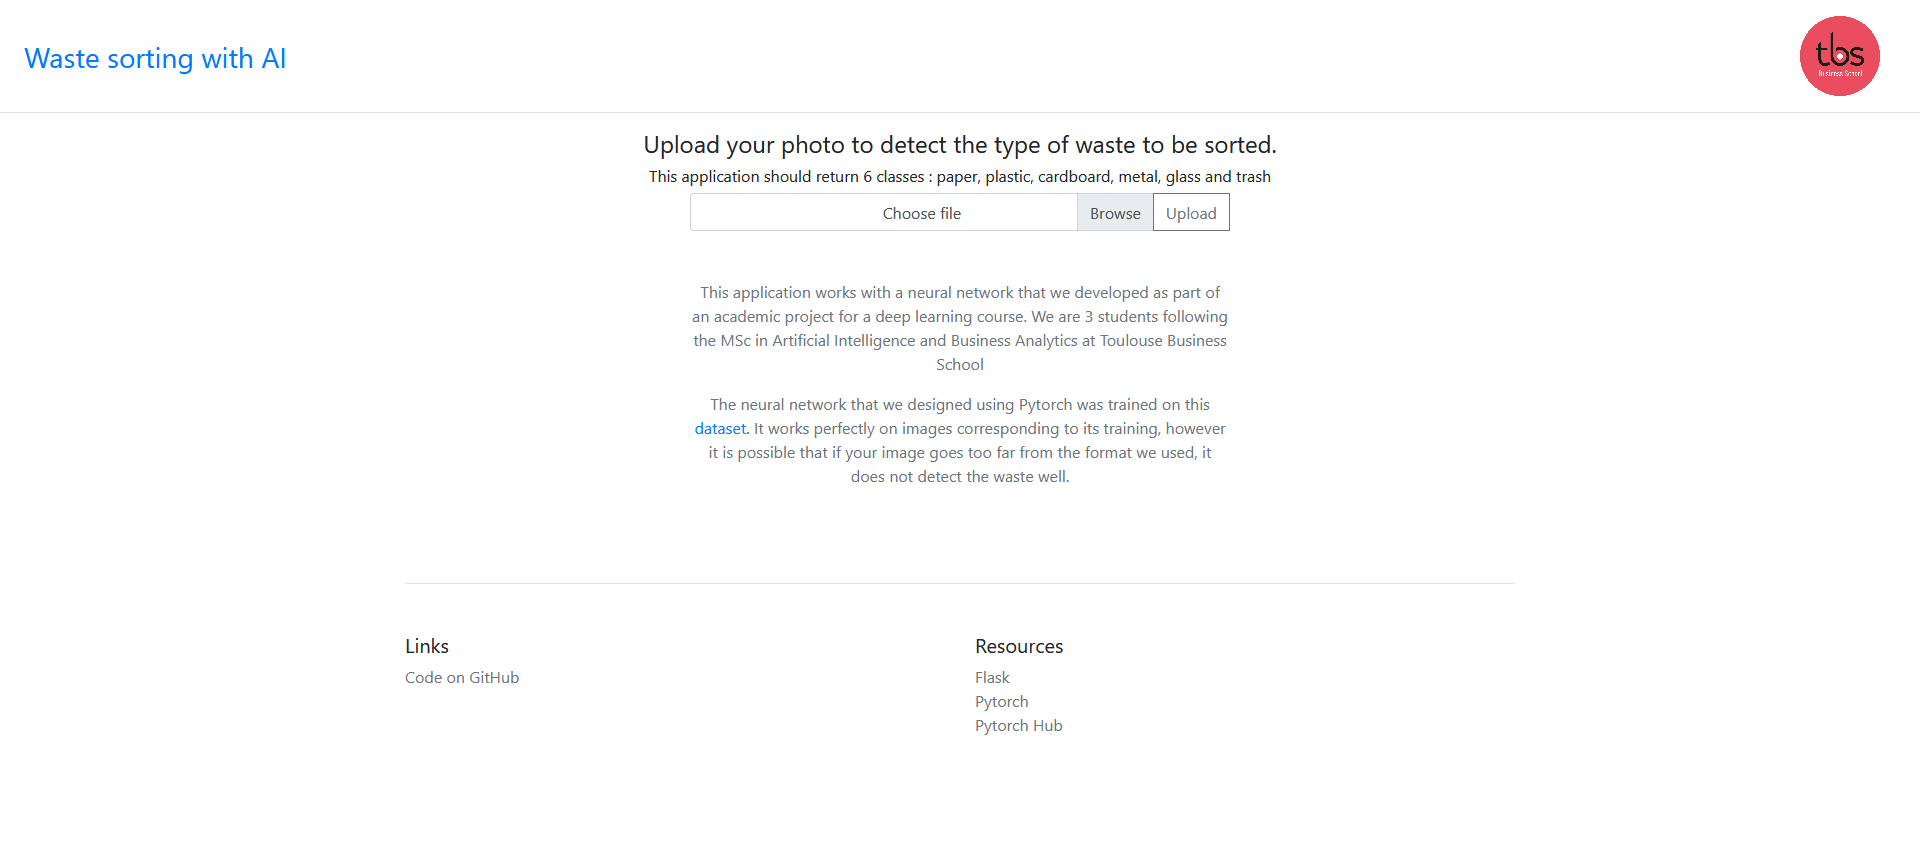 Waste sorting with AI
tbs
Business School
Upload your photo to detect the type of waste to be sorted.
This application should return 6 classes : paper, plastic, cardboard, metal, glass and trash
Choose file
Browse
Upload
This application works with a neural network that we developed as part of
an academic project for a deep learning course. We are 3 students following
the MSc in Artificial Intelligence and Business Analytics at Toulouse Business
School
The neural network that we designed using Pytorch was trained on this
dataset. It works perfectly on images corresponding to its training, however
it is possible that if your image goes too far from the format we used, it
does not detect the waste well.
Links
Code on GitHub
Resources
Flask
Pytorch
Pytorch Hub